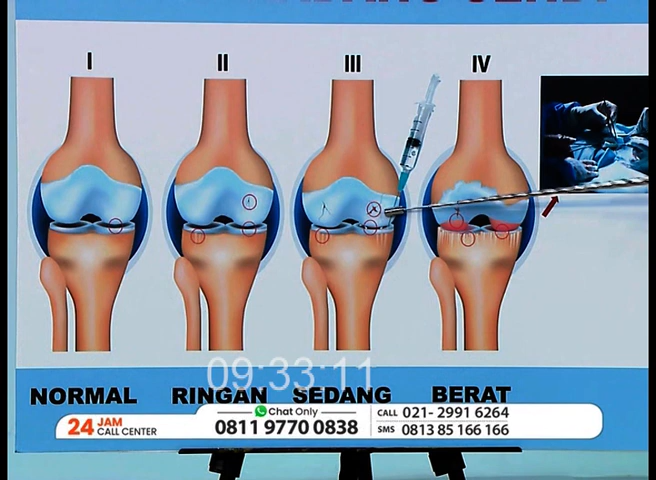 I II III IV
09:33:11
NORMAL RINGAN SEDANG BERAT
24 JAM
CALL CENTER
Chat Only
0811 9770 0838
CALL 021- 2991 6264
SMS 0813 85 166 166